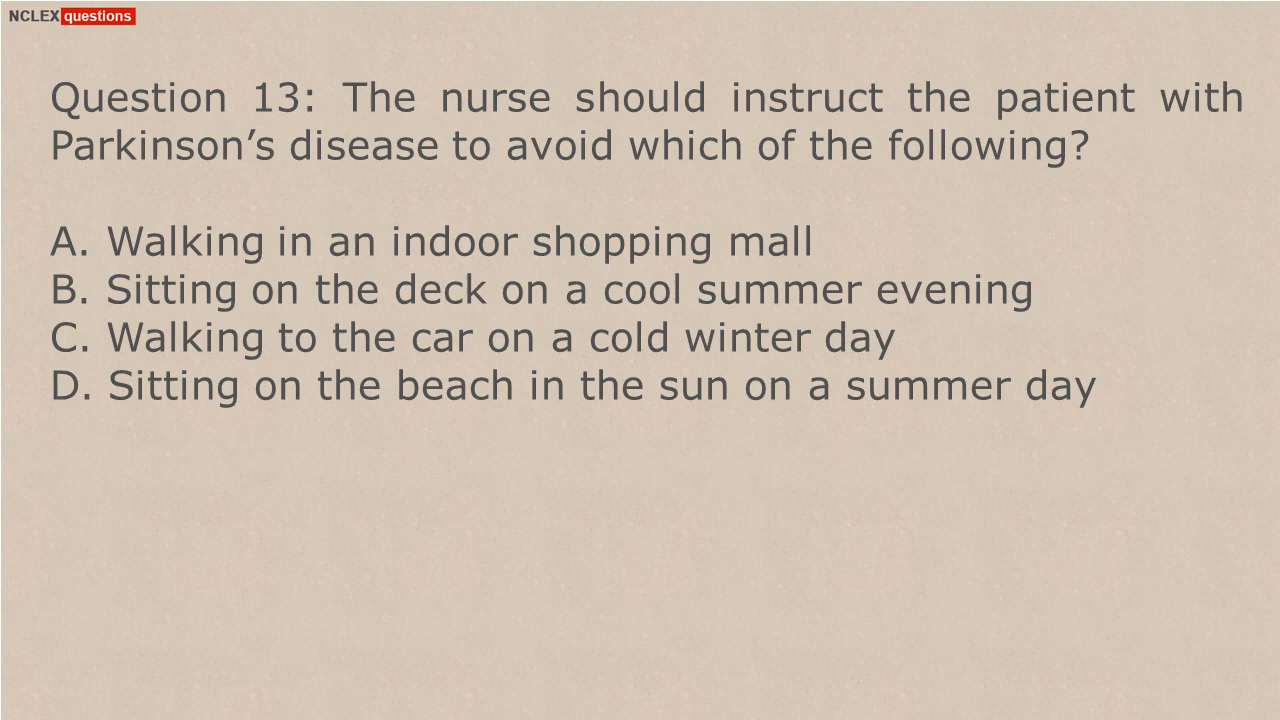 NCLEX questions
Question 13: The nurse should instruct the patient with
Parkinson’s disease to avoid which of the following?
A. Walking in an indoor shopping mall
B. Sitting on the deck on a cool summer evening
C. Walking to the car on a cold winter day
D. Sitting on the beach in the sun on a summer day